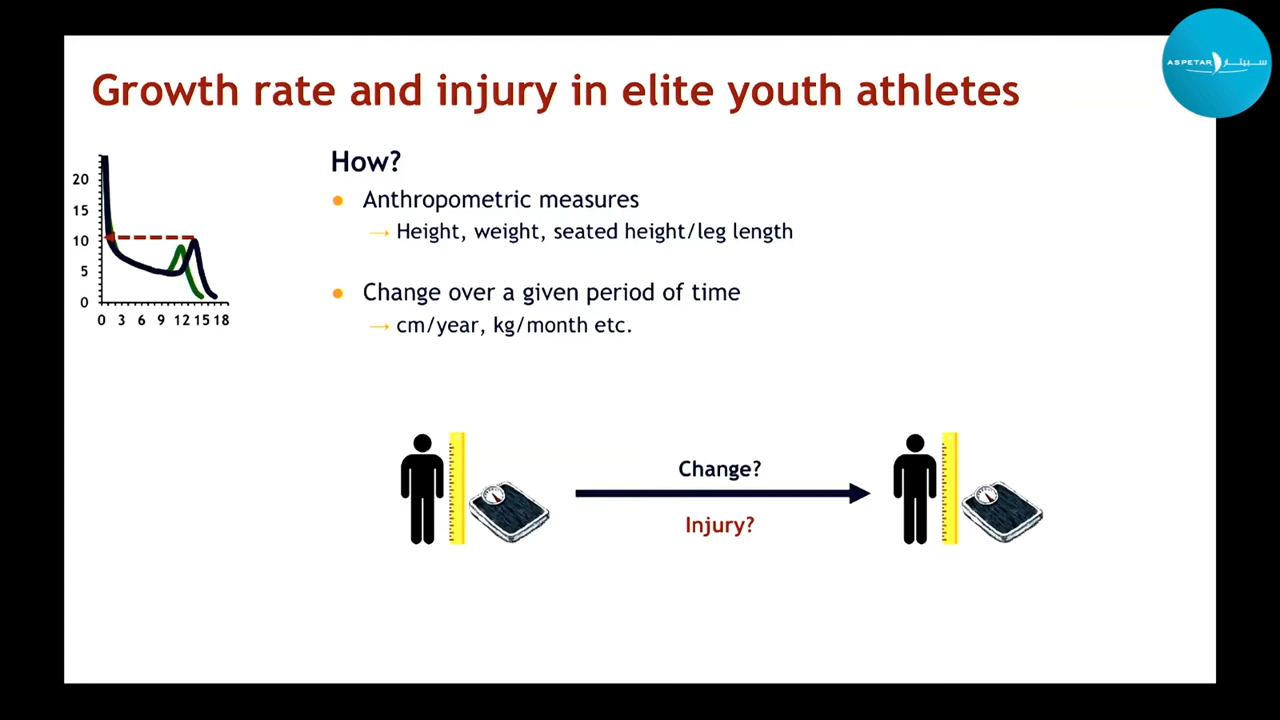 ASPETAR سبيتار
Growth rate and injury in elite youth athletes
How?
Anthropometric measures
→ Height, weight, seated height/leg length
Change over a given period of time
→ cm/year, kg/month etc.
20
15
10
5
0
0 3 6 9 12 15 18
Change?
Injury?